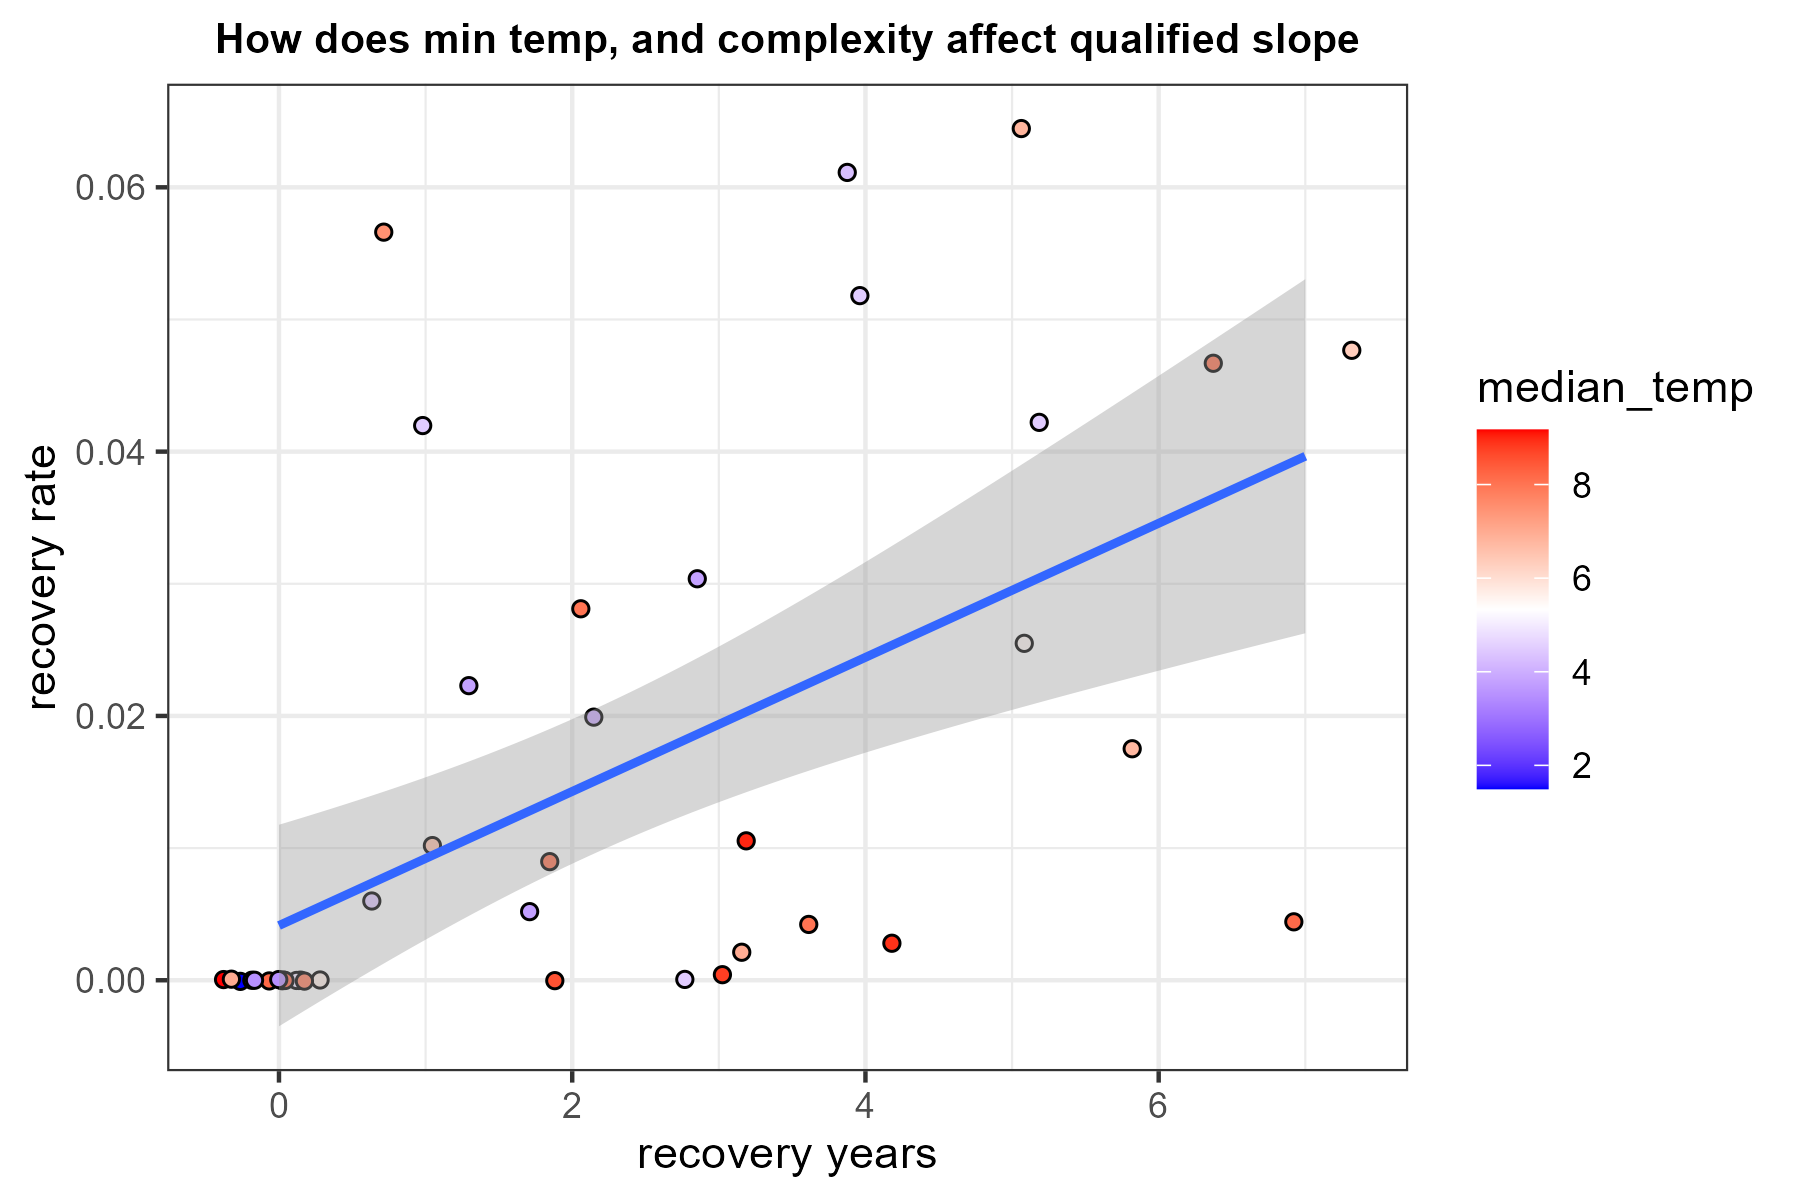 How does min temp, and complexity affect qualified slope
recovery rate
0.06
0.04
0.02
0.00
0 2 4 6
recovery years
median_temp
8
6
4
2